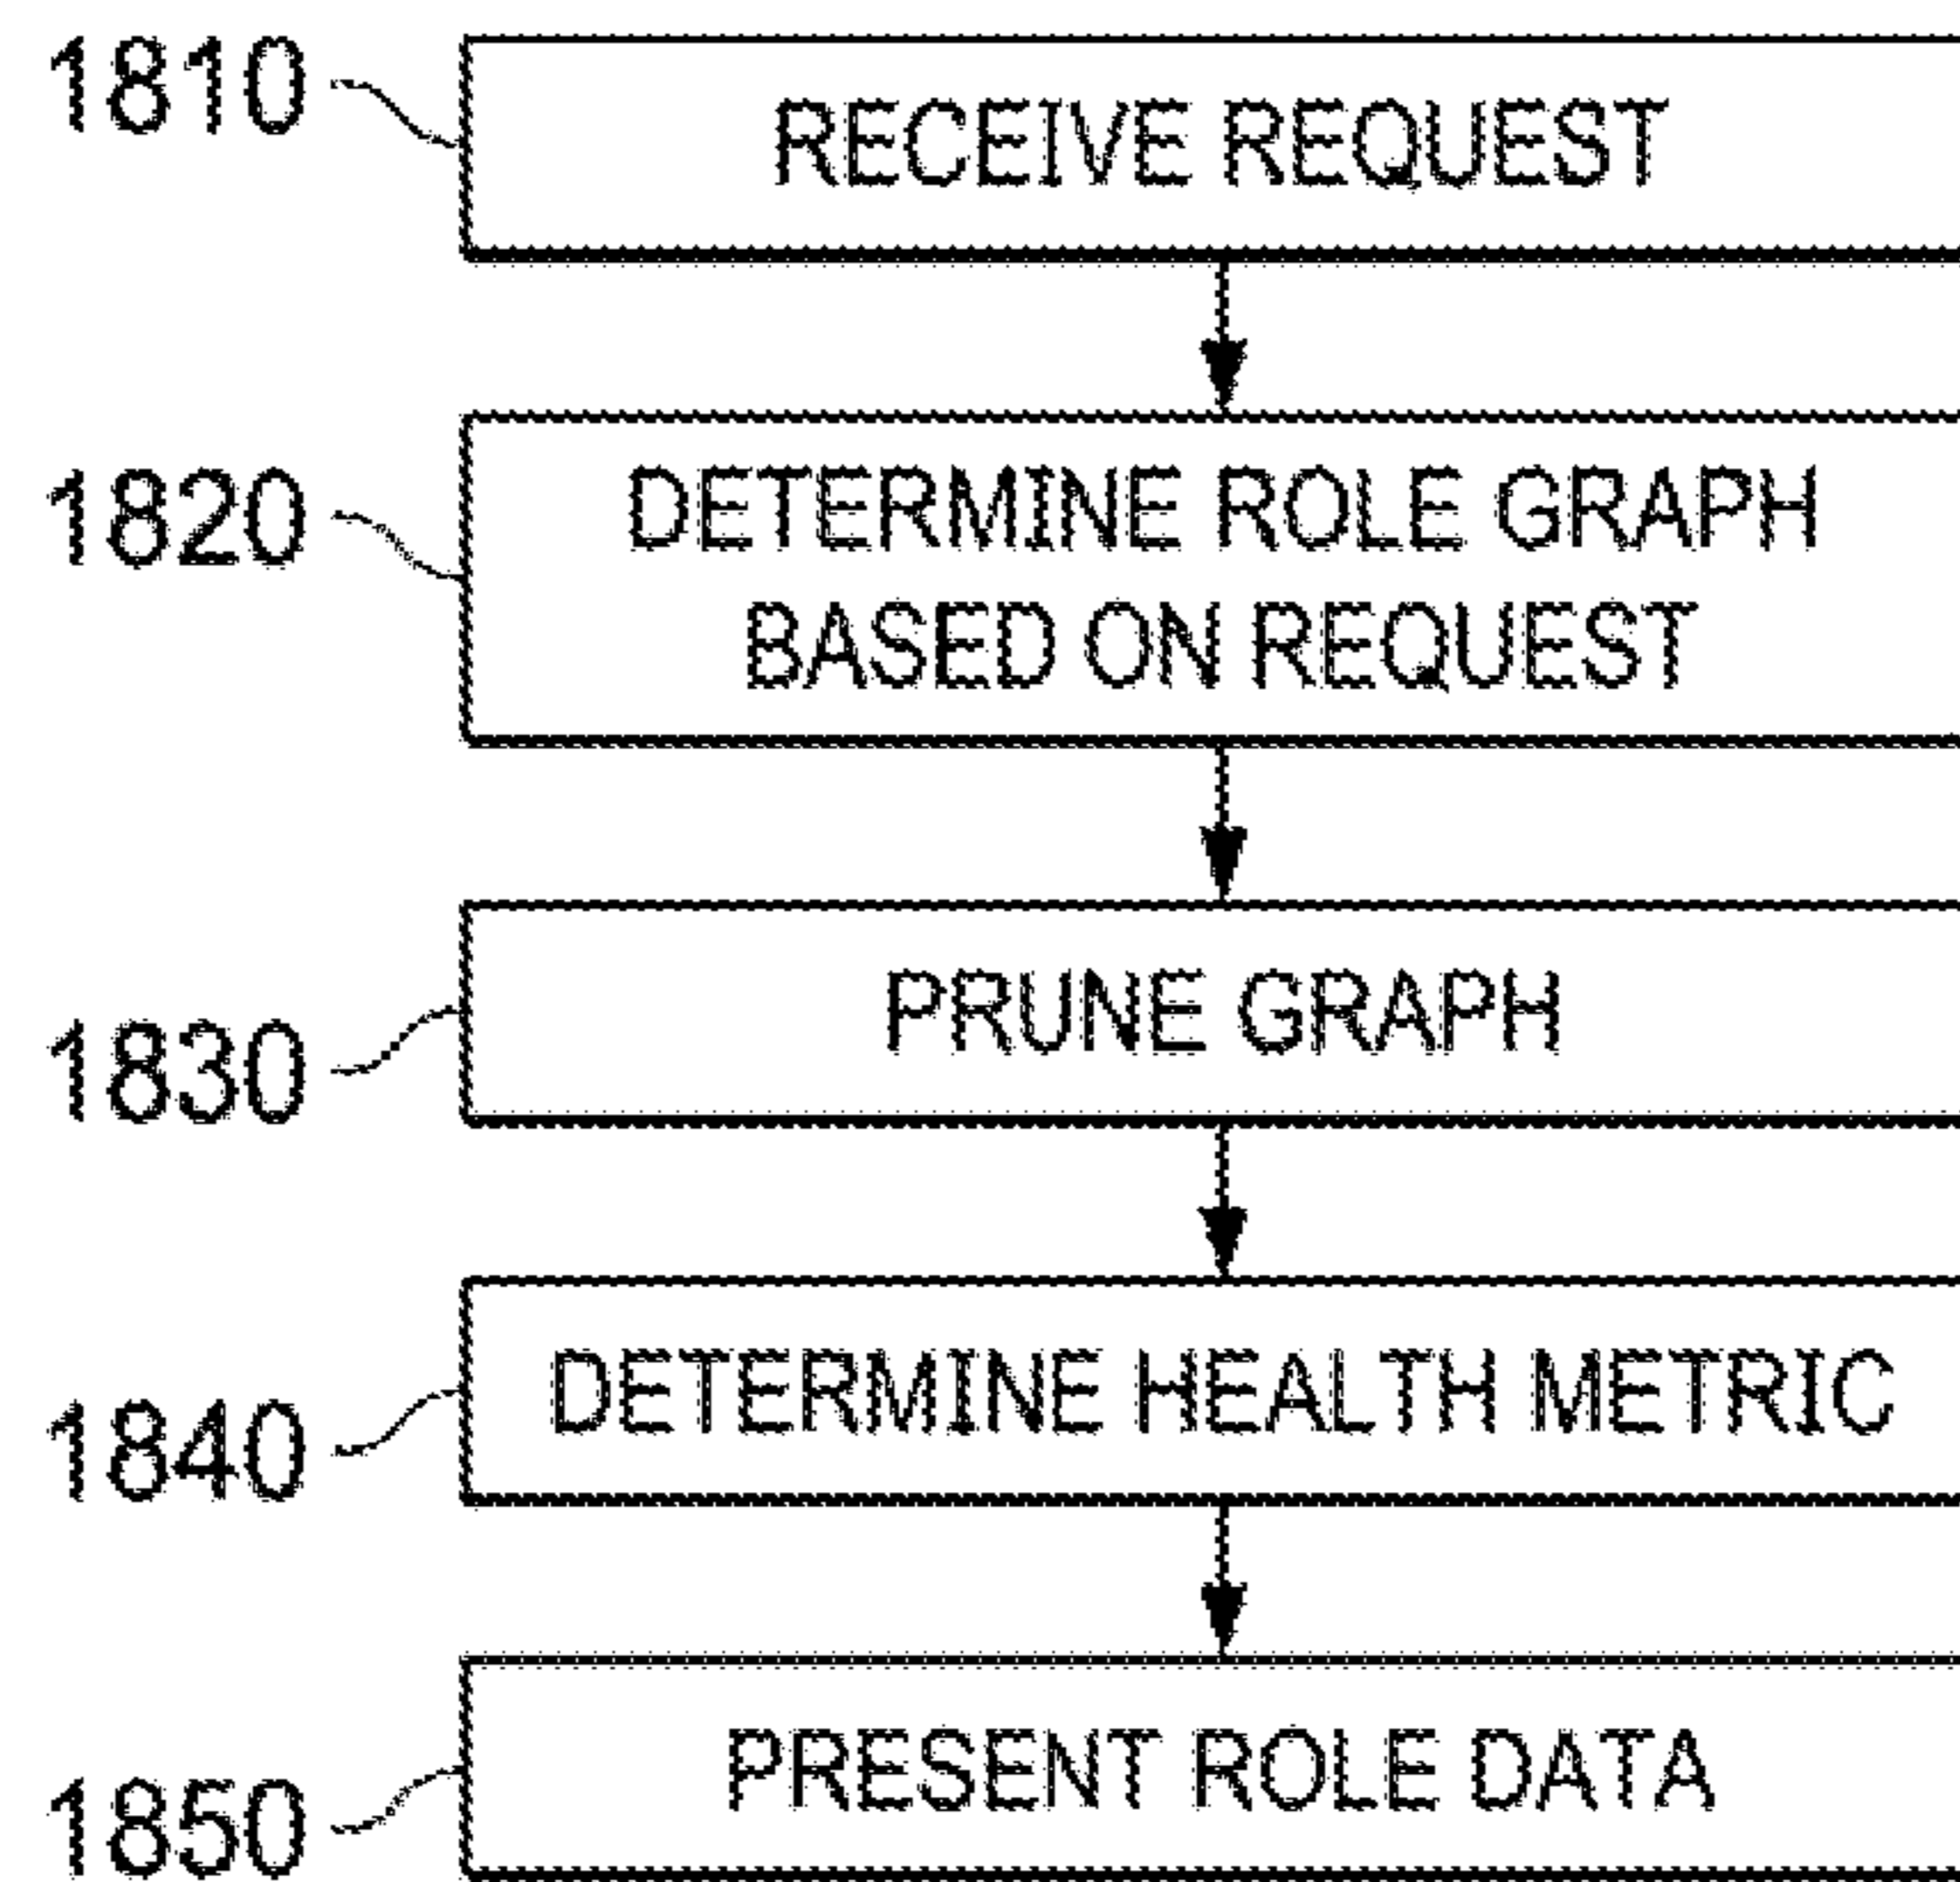 1810
RECEIVE REQUEST
1820
DETERMINE ROLE GRAPH
BASED ON REQUEST
1830
PRUNE GRAPH
1840
DETERMINE HEALTH METRIC
1850
PRESENT ROLE DATA